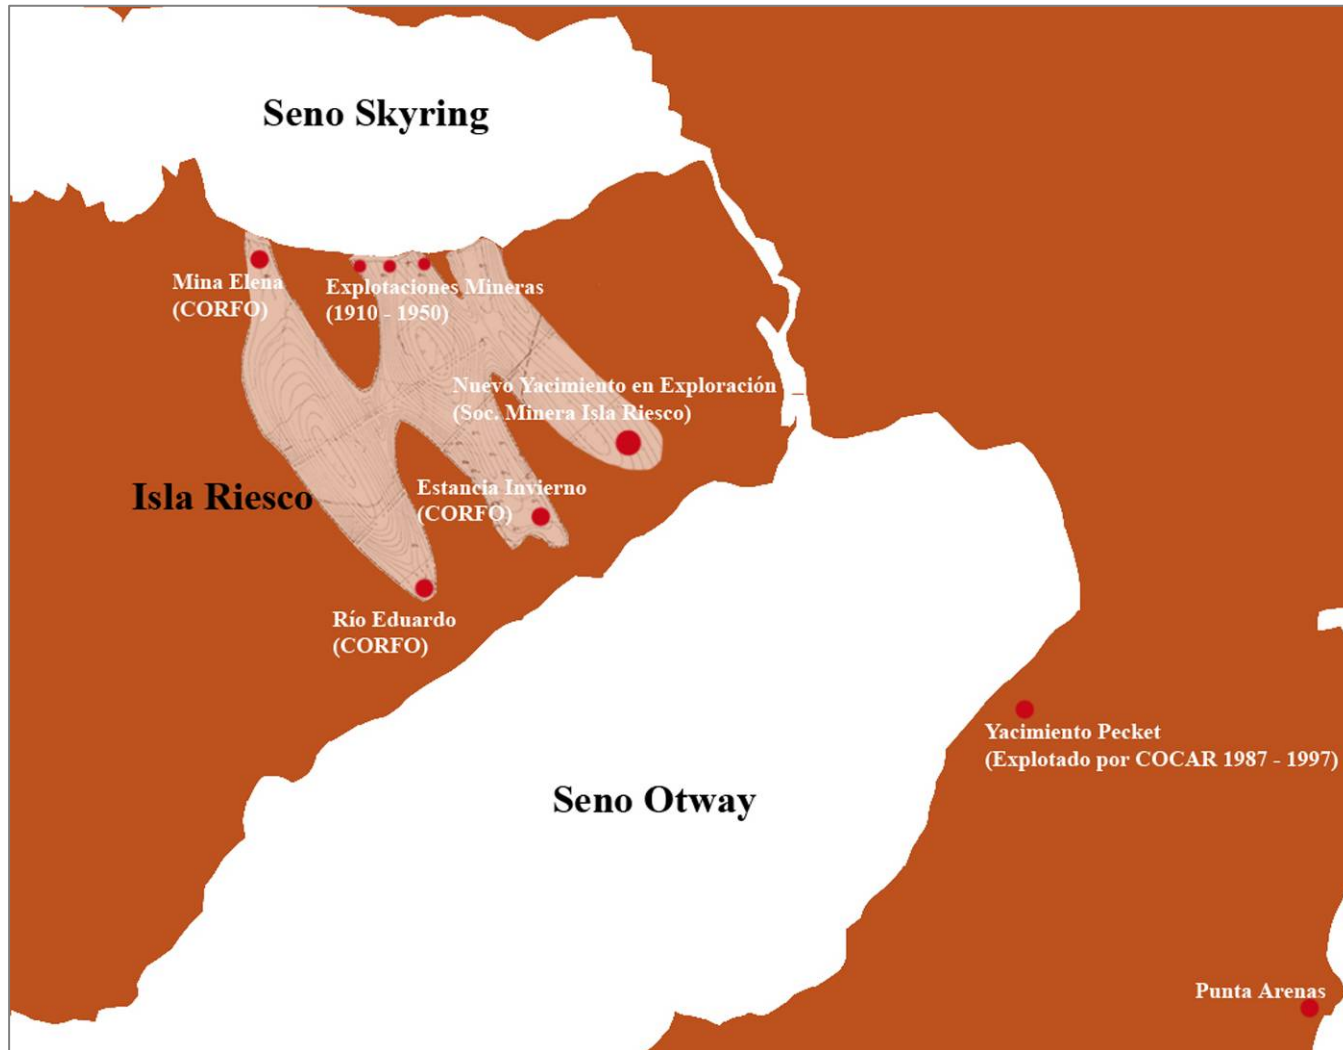 Seno Skyring
Mina Elena
(CORFO)
Explotaciones Mineras
(1910 - 1950)
Nuevo Yacimiento en Exploración
(Soc. Minera Isla Riesco)
Isla Riesco
Estancia Invierno
(CORFO)
Río Eduardo
(CORFO)
Yacimiento Pecket
(Explotado por COCAR 1987 - 1997)
Seno Otway
Punta Arenas